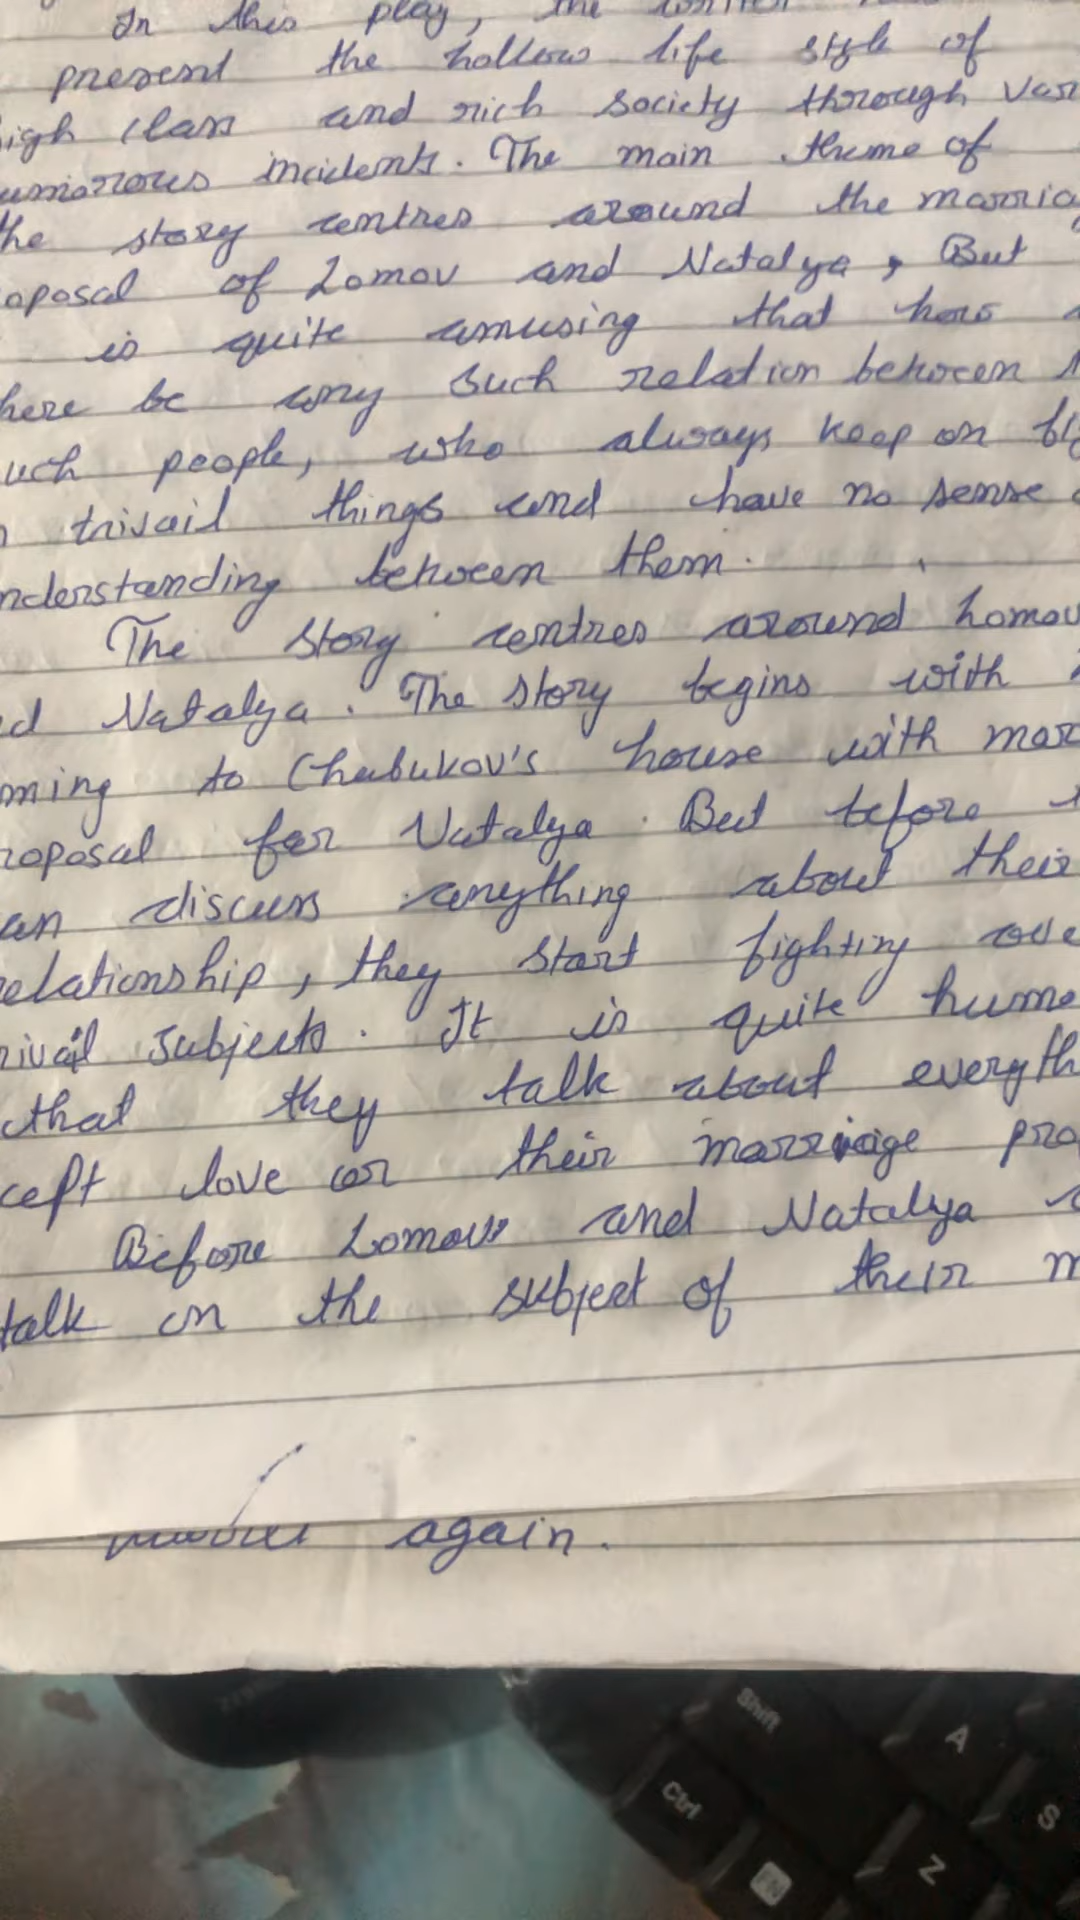 In this play, the
present the hollow life style of
igh class and rich society through var
umorous incidents. The main theme of
the story centres around the marria
oposal of Lomov and Natalya, But
is quite amusing that how
here be any such relation between
uch people, who always keep on
trivail things and have no sense
nderstanding between them.
The story centres around Lomov
d Natalya. The story begins with
ming to Chubukov's house with mar
roposal for Natalya. But before
an discuss anything about their
relationship, they start fighting ove
rivail subjects. It is quite humo
that they talk about everyth
cept love or their marriage pro
Before Lomov and Natalya
talk on the subject of their m
again.
Shift
A
S
Ctrl
Z